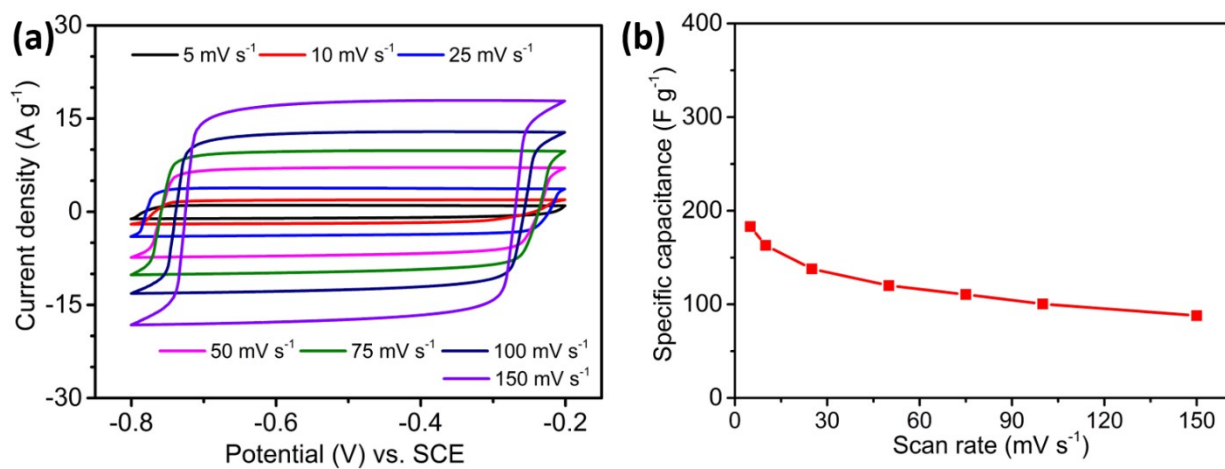 (a)
30
15
0
-15
-30
Current density (A g-1)
5 mV s-1 10 mV s-1 25 mV s-1
50 mV s-1 75 mV s-1 100 mV s-1
150 mV s-1
-0.8 -0.6 -0.4 -0.2
Potential (V) vs. SCE
(b)
400
300
200
100
0
Specific capacitance (F g-1)
0 30 60 90 120 150
Scan rate (mV s-1)